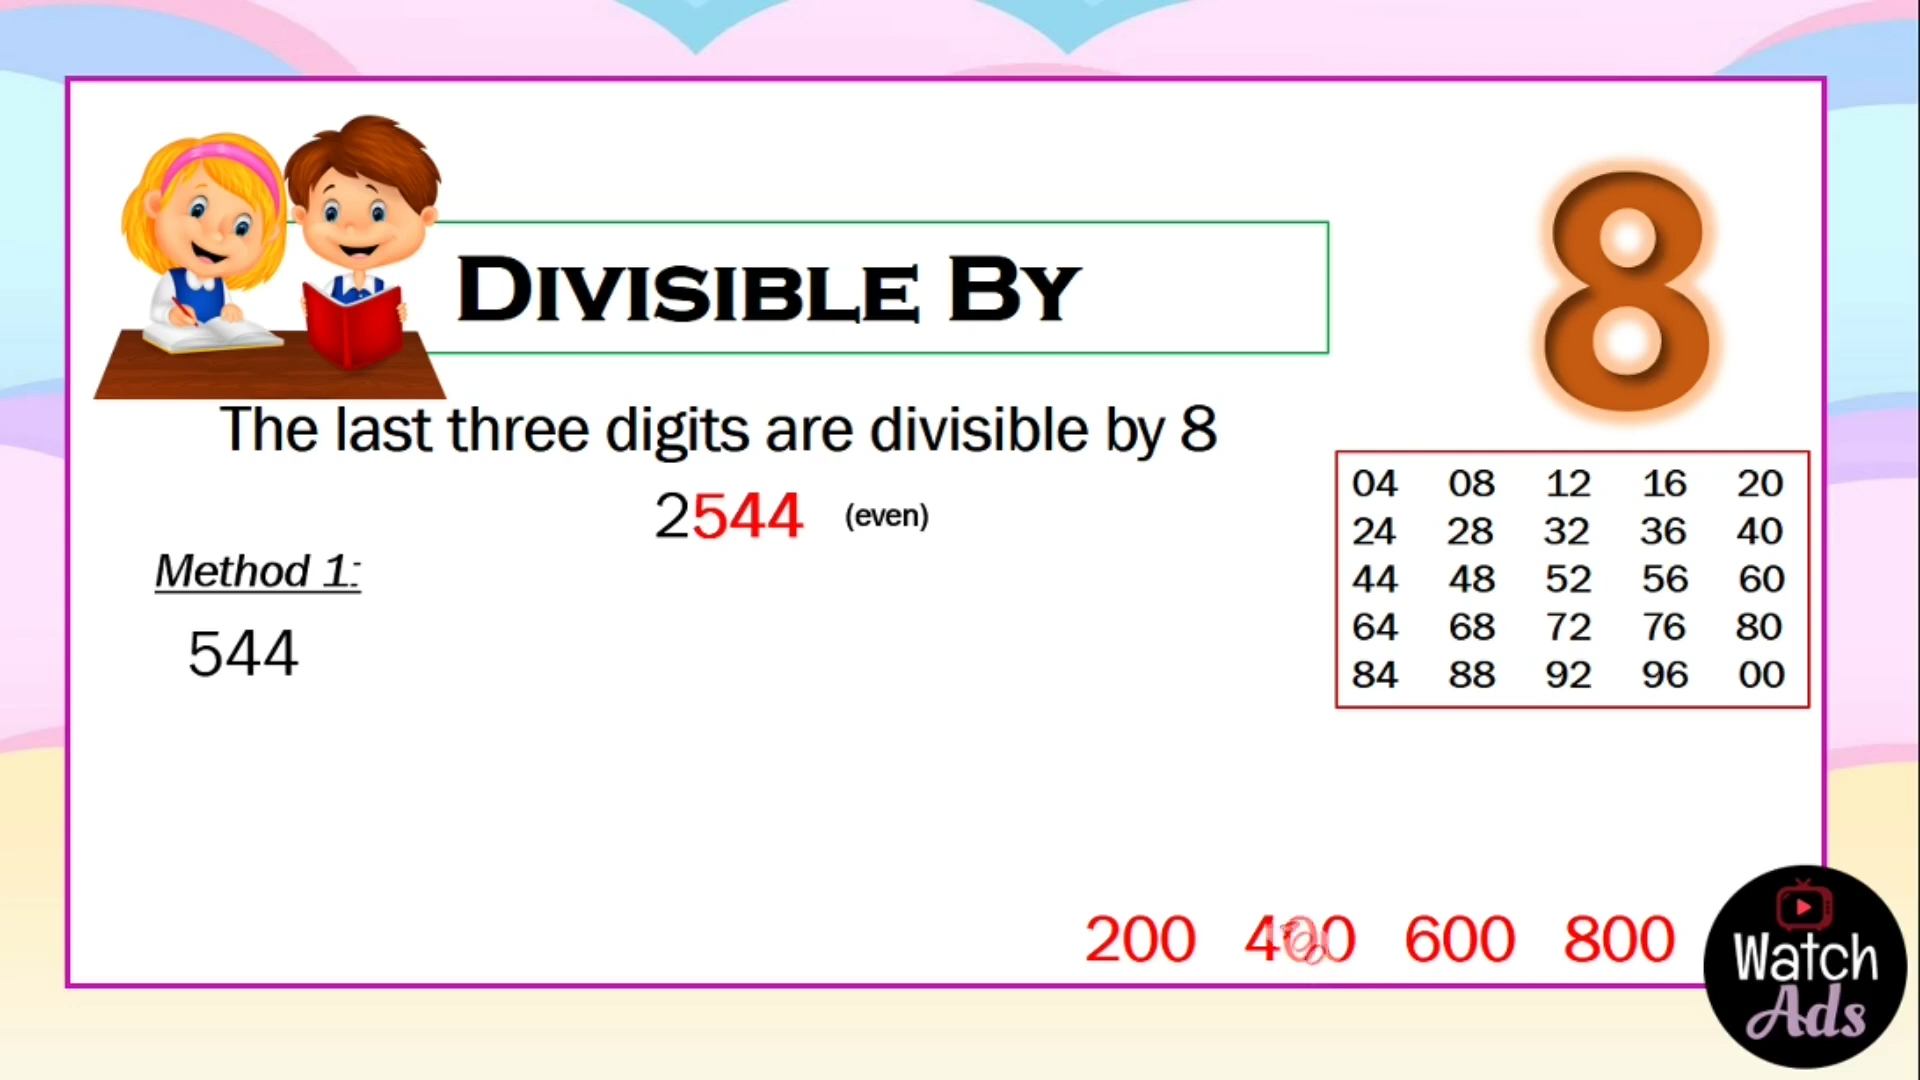 DIVISIBLE BY
8
The last three digits are divisible by 8
2544 (even)
Method 1:
544
04 08 12 16 20
24 28 32 36 40
44 48 52 56 60
64 68 72 76 80
84 88 92 96 00
200 400 600 800
Watch
Ads